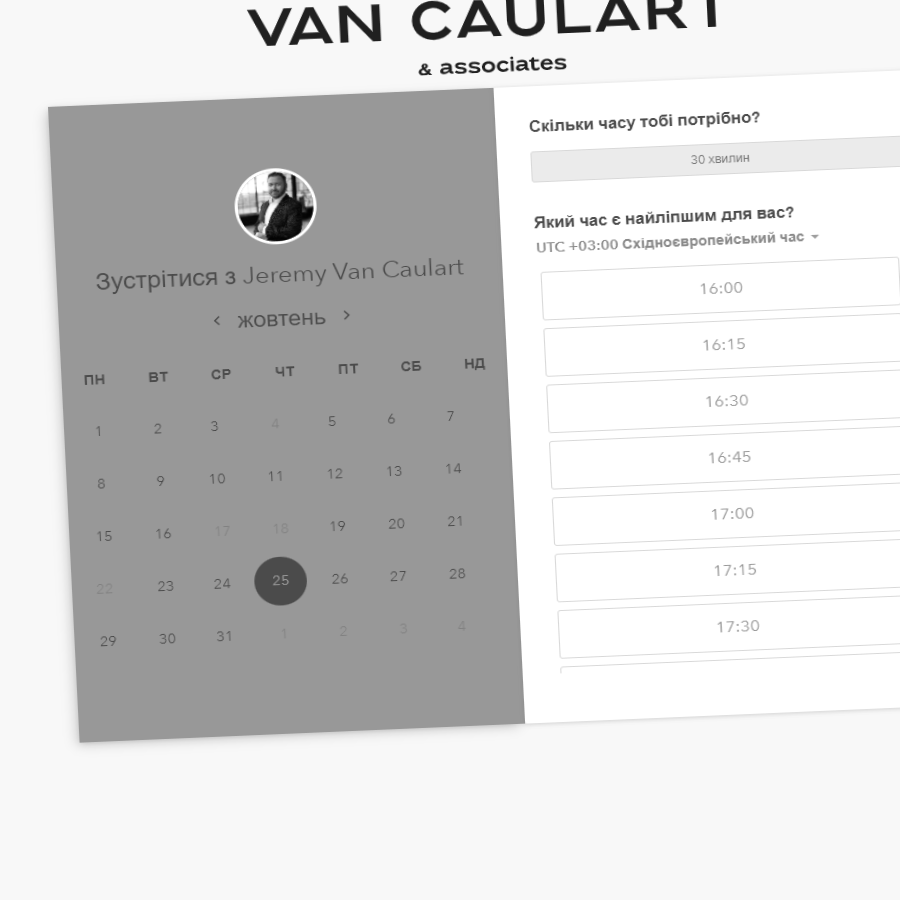 VAN CAULART
& associates
Зустрітися з Jeremy Van Caulart
жовтень
ПН ВТ СР ЧТ ПТ СБ НД
1 2 3 4 5 6 7
8 9 10 11 12 13 14
15 16 17 18 19 20 21
22 23 24 25 26 27 28
29 30 31 1 2 3 4
Скільки часу тобі потрібно?
30 хвилин
Який час є найліпшим для вас?
UTC +03:00 Східноєвропейський час
16:00
16:15
16:30
16:45
17:00
17:15
17:30